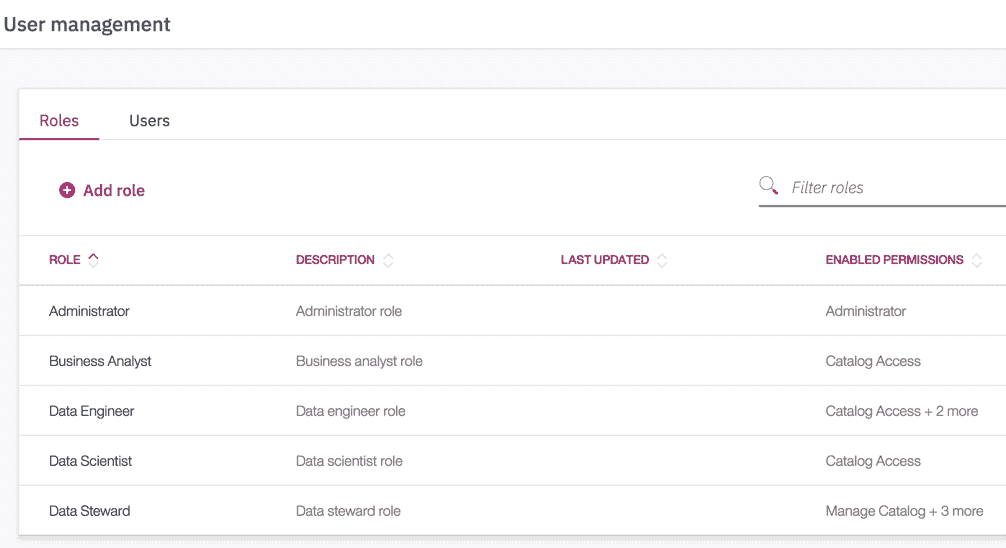 User management
Roles Users
Add role Filter roles
ROLE DESCRIPTION LAST UPDATED ENABLED PERMISSIONS
Administrator Administrator role Administrator
Business Analyst Business analyst role Catalog Access
Data Engineer Data engineer role Catalog Access + 2 more
Data Scientist Data scientist role Catalog Access
Data Steward Data steward role Manage Catalog + 3 more